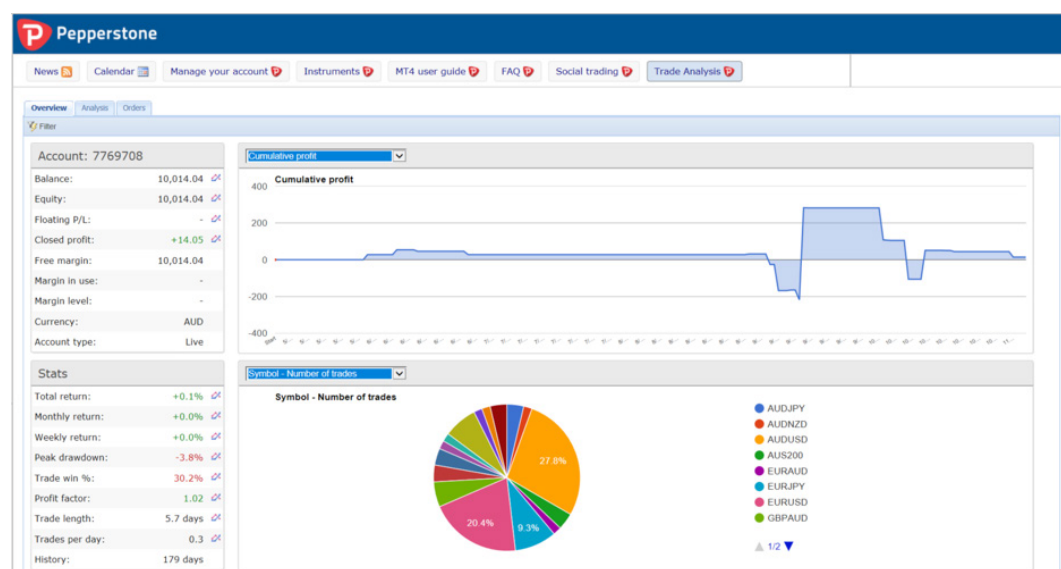 Pepperstone
News Calendar Manage your account Instruments MT4 user guide FAQ Social trading Trade Analysis
Overview Analysis Orders
Filter
Account: 7769708
Balance: 10,014.04
Equity: 10,014.04
Floating P/L: -
Closed profit: +14.05
Free margin: 10,014.04
Margin in use: -
Margin level: -
Currency: AUD
Account type: Live
Cumulative profit
Cumulative profit
400
200
0
-200
-400
Start
Stats
Total return: +0.1%
Monthly return: +0.0%
Weekly return: +0.0%
Peak drawdown: -3.8%
Trade win %: 30.2%
Profit factor: 1.02
Trade length: 5.7 days
Trades per day: 0.3
History: 179 days
Symbol - Number of trades
Symbol - Number of trades
27.8%
20.4%
9.3%
AUDJPY
AUDNZD
AUDUSD
AUS200
EURAUD
EURJPY
EURUSD
GBPAUD
1/2